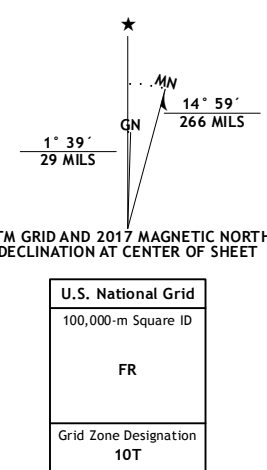 ★
MN
GN
14° 59´
266 MILS
1° 39´
29 MILS
TM GRID AND 2017 MAGNETIC NORTH
DECLINATION AT CENTER OF SHEET
U.S. National Grid
100,000-m Square ID
FR
Grid Zone Designation
10T